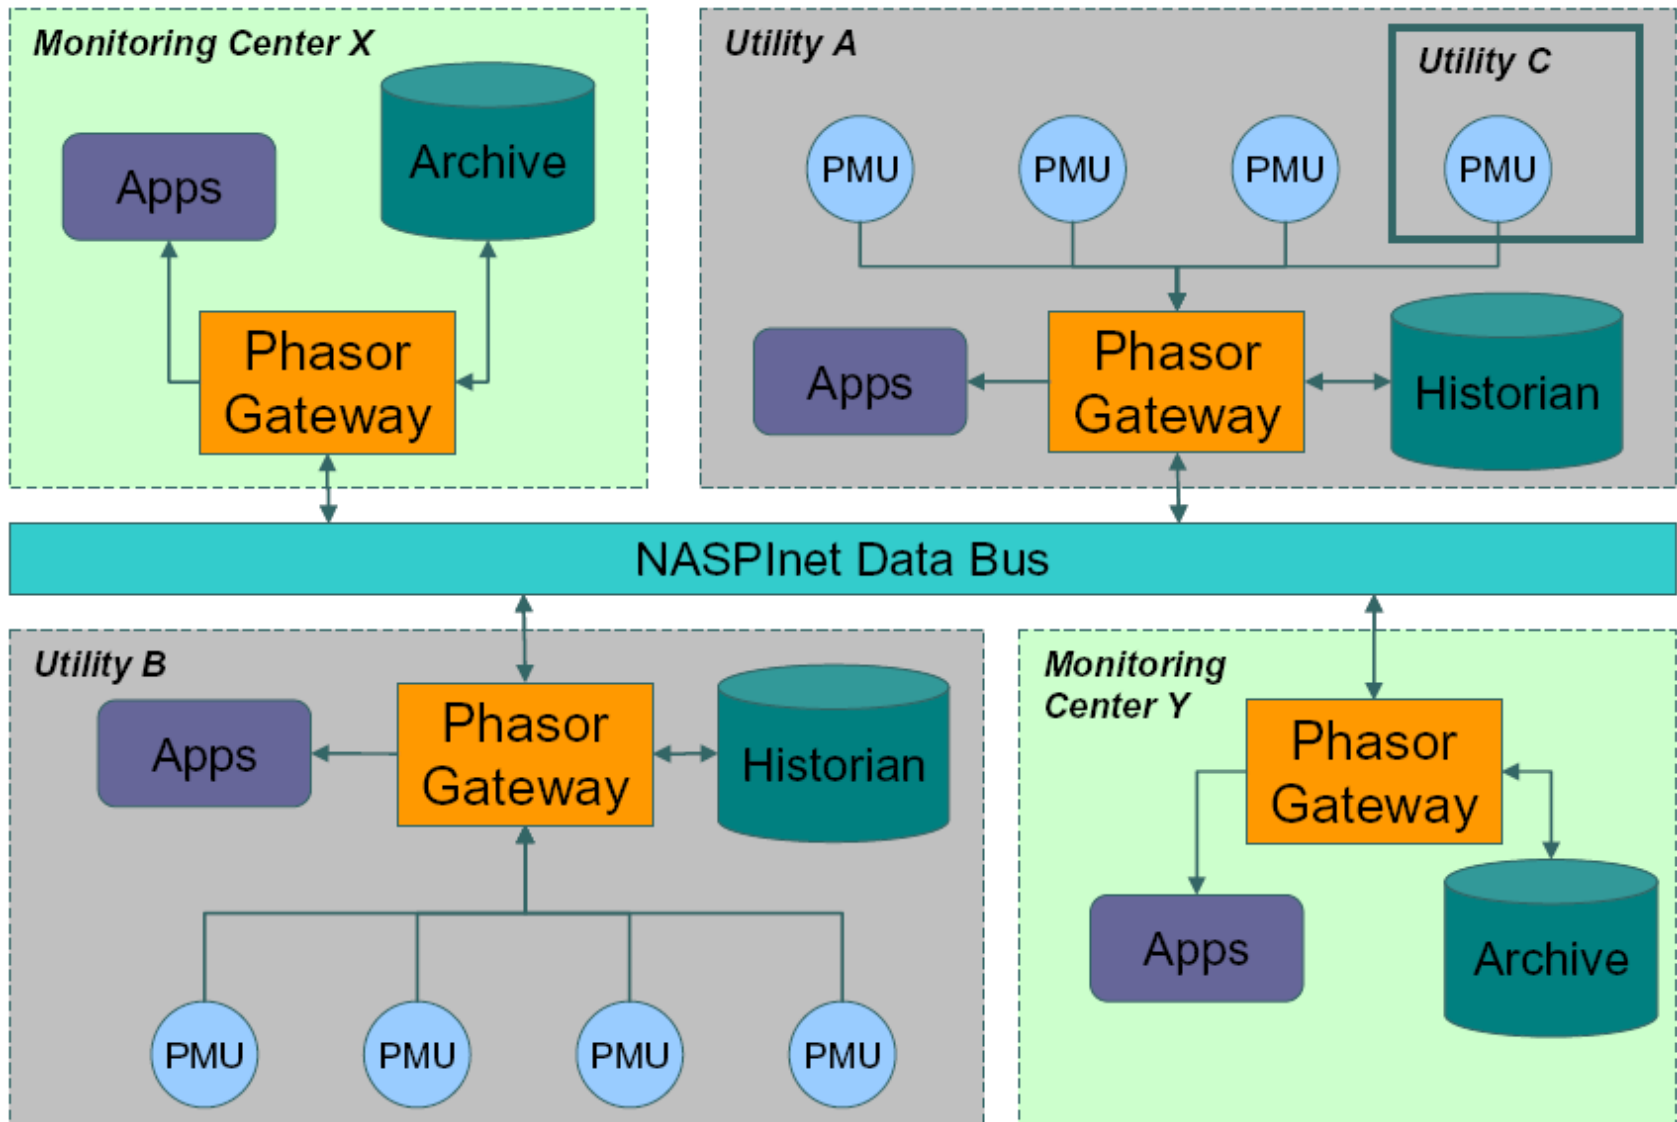 Monitoring Center X
Archive
Apps
Phasor
Gateway
Utility A
Utility C
PMU
PMU
PMU
PMU
Apps
Phasor
Gateway
Historian
NASPInet Data Bus
Utility B
Apps
Phasor
Gateway
Historian
PMU
PMU
PMU
PMU
Monitoring
Center Y
Phasor
Gateway
Apps
Archive